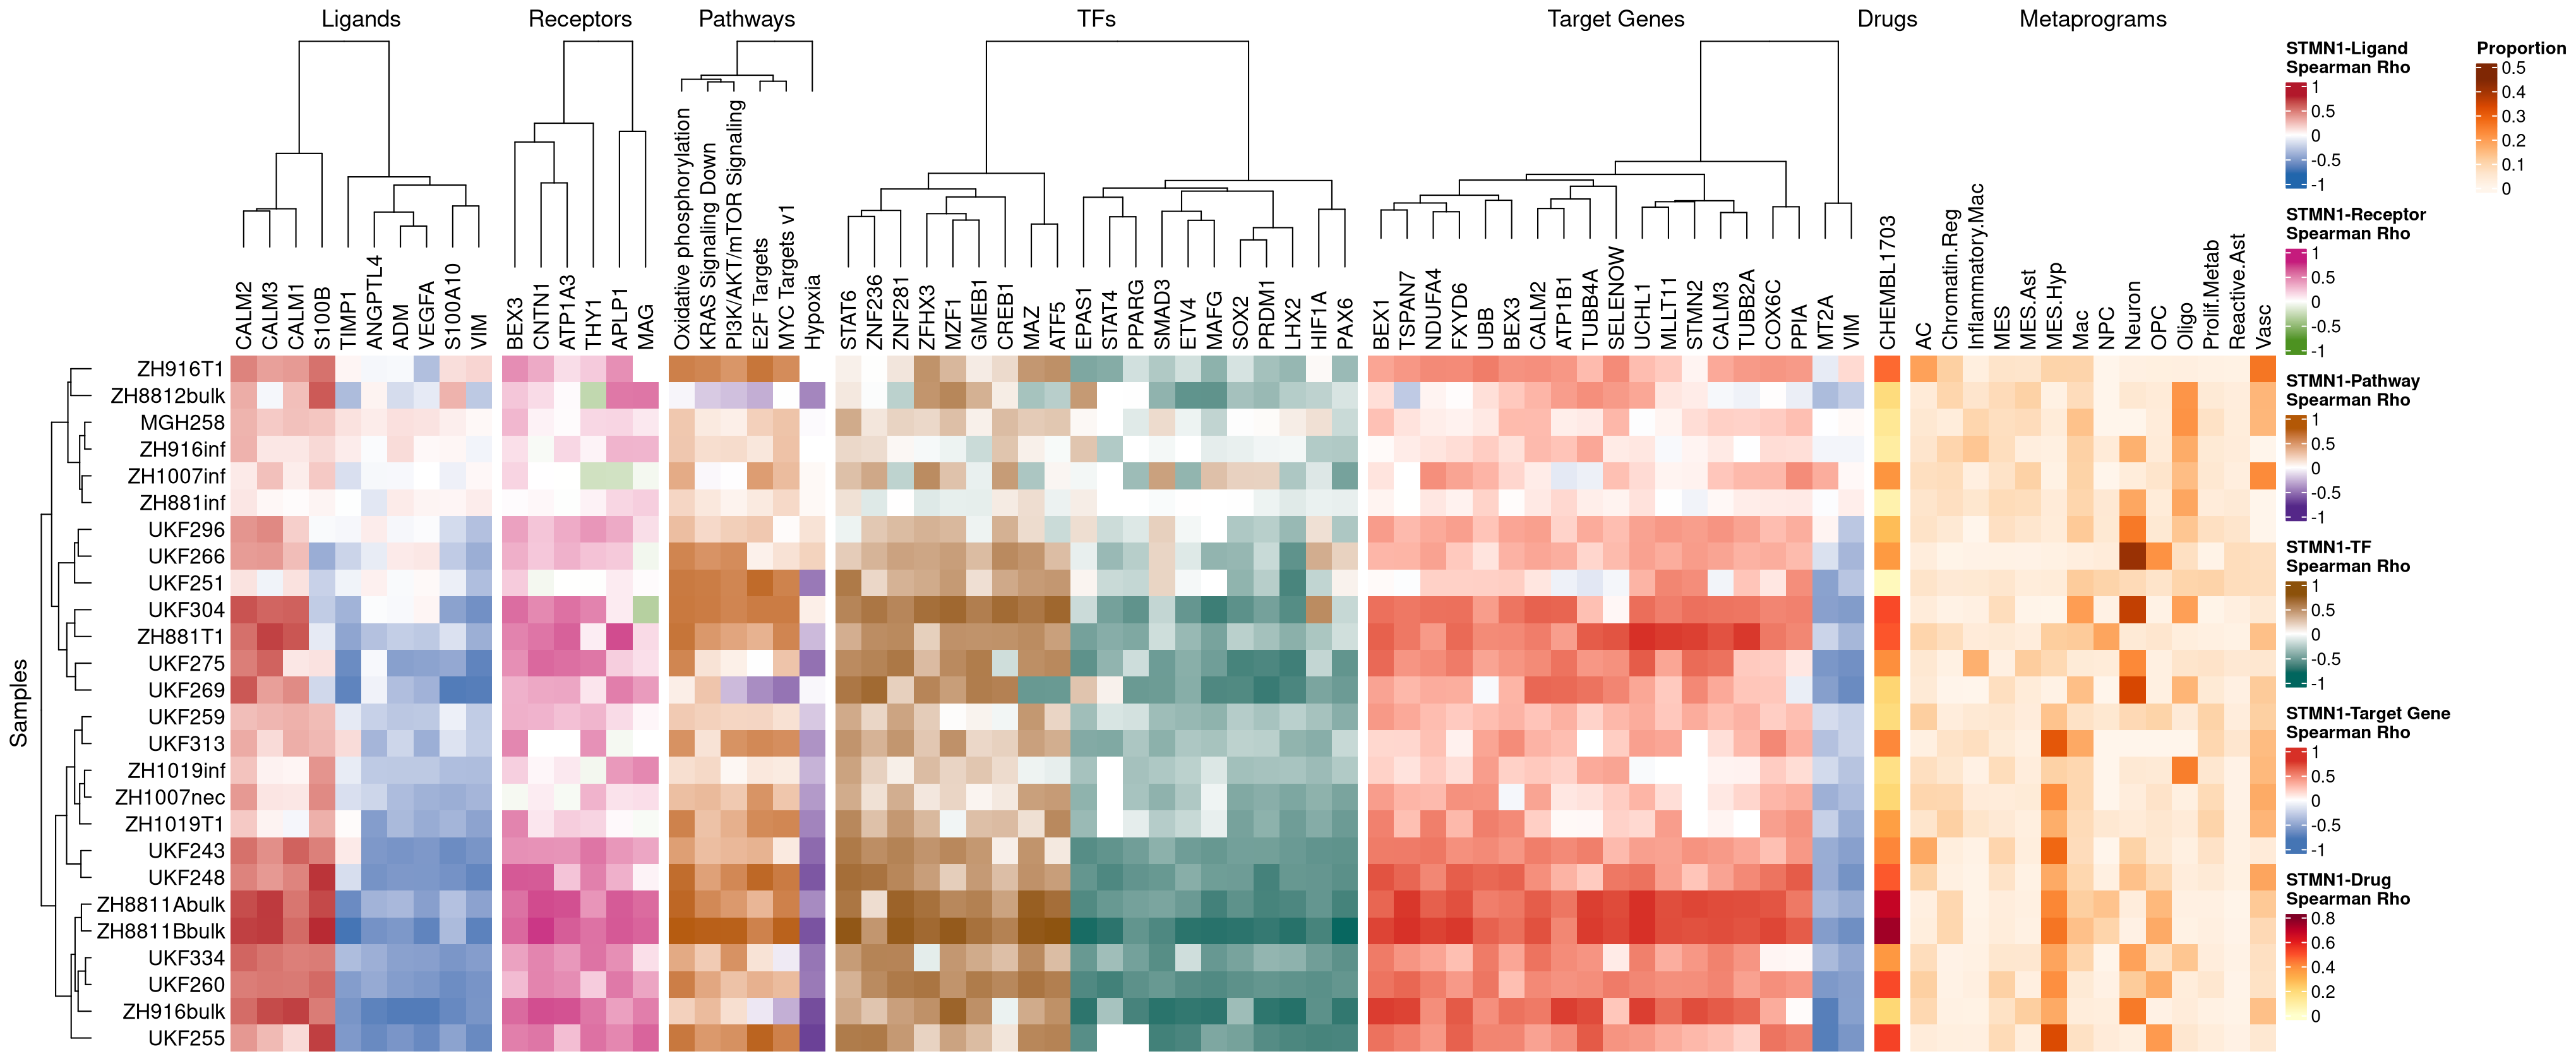 Ligands
Receptors
Pathways
TFs
Target Genes
Drugs
Metaprograms
CALM2
CALM3
CALM1
S100B
TIMP1
ANGPTL4
ADM
VEGFA
S100A10
VIM
BEX3
CNTN1
ATP1A3
THY1
APLP1
MAG
Oxidative phosphorylation
KRAS Signaling Down
PI3K/AKT/mTOR Signaling
E2F Targets
MYC Targets v1
Hypoxia
STAT6
ZNF236
ZNF281
ZFHX3
MZF1
GMEB1
CREB1
MAZ
ATF5
EPAS1
STAT4
PPARG
SMAD3
ETV4
MAFG
SOX2
PRDM1
LHX2
HIF1A
PAX6
BEX1
TSPAN7
NDUFA4
FXYD6
UBB
BEX3
CALM2
ATP1B1
TUBB4A
SELENOW
UCHL1
MLLT11
STMN2
CALM3
TUBB2A
COX6C
PPIA
MT2A
VIM
CHEMBL1703
AC
Chromatin.Reg
Inflammatory.Mac
MES
MES.Ast
MES.Hyp
Mac
NPC
Neuron
OPC
Oligo
Prolif.Metab
Reactive.Ast
Vasc
Samples
ZH916T1
ZH8812bulk
MGH258
ZH916inf
ZH1007inf
ZH881inf
UKF296
UKF266
UKF251
UKF304
ZH881T1
UKF275
UKF269
UKF259
UKF313
ZH1019inf
ZH1007nec
ZH1019T1
UKF243
UKF248
ZH8811Abulk
ZH8811Bbulk
UKF334
UKF260
ZH916bulk
UKF255
STMN1-Ligand
Spearman Rho
1
0.5
0
-0.5
-1
STMN1-Receptor
Spearman Rho
1
0.5
0
-0.5
-1
STMN1-Pathway
Spearman Rho
1
0.5
0
-0.5
-1
STMN1-TF
Spearman Rho
1
0.5
0
-0.5
-1
STMN1-Target Gene
Spearman Rho
1
0.5
0
-0.5
-1
STMN1-Drug
Spearman Rho
0.8
0.6
0.4
0.2
0
Proportion
0.5
0.4
0.3
0.2
0.1
0